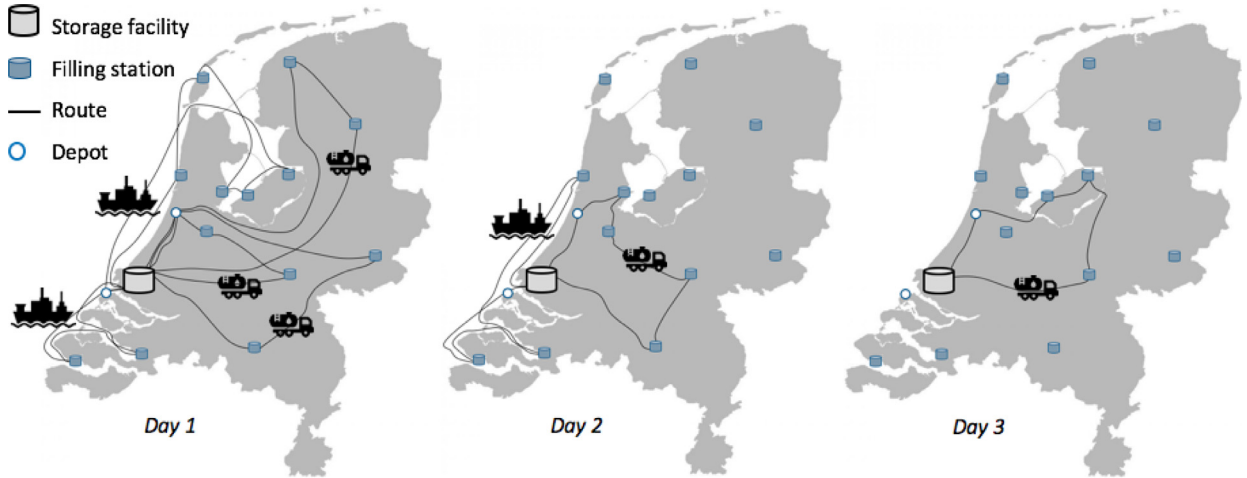 Storage facility
Filling station
Route
Depot
Day 1
Day 2
Day 3